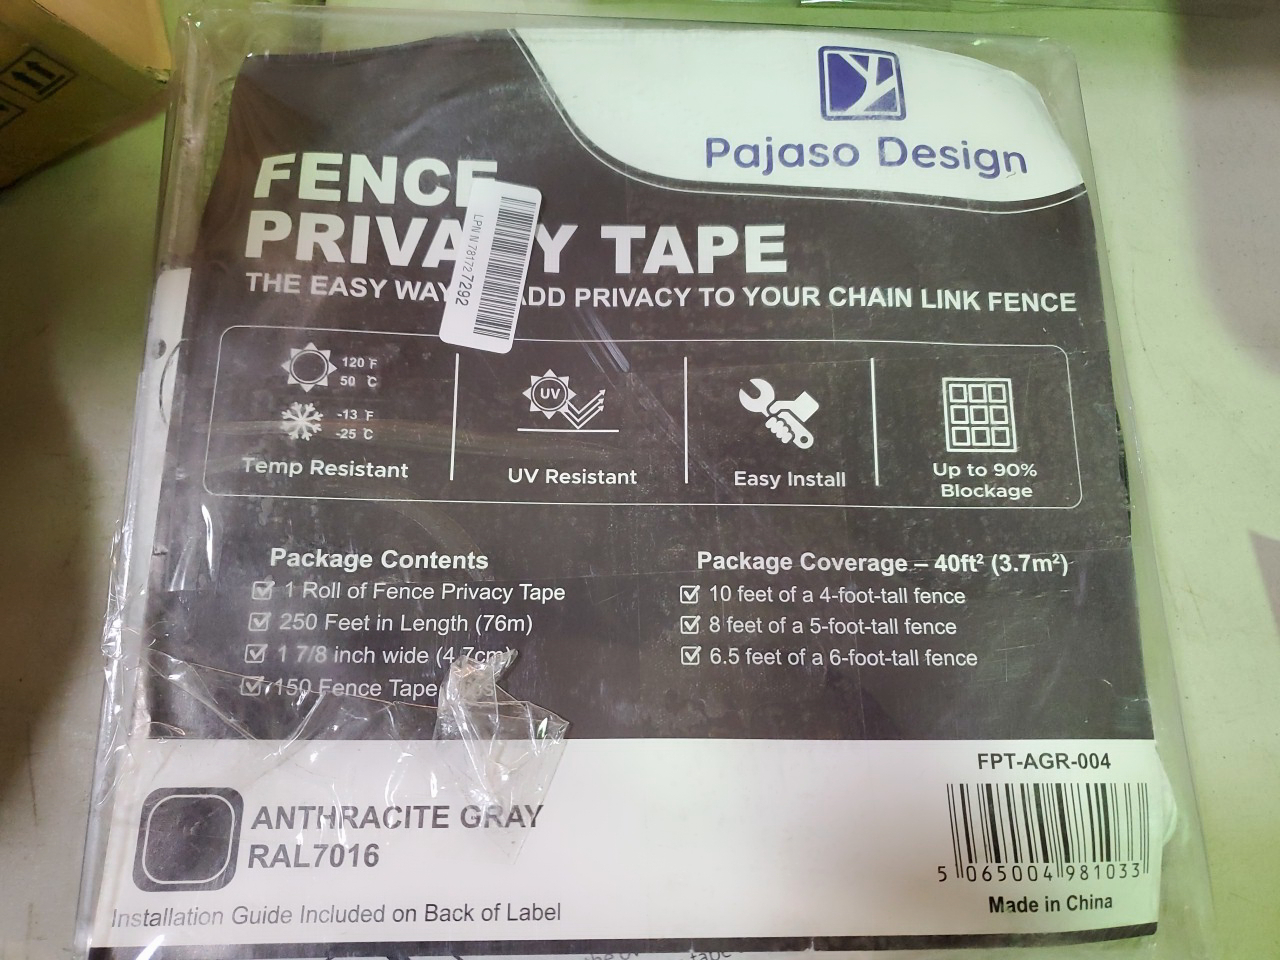 Pajaso Design
FENCE
PRIVACY TAPE
THE EASY WAY ADD PRIVACY TO YOUR CHAIN LINK FENCE
LPN N 781727292
120 °F
50 °C
-13 °F
-25 °C
Temp Resistant
UV
UV Resistant
Easy Install
Up to 90%
Blockage
Package Contents
1 Roll of Fence Privacy Tape
250 Feet in Length (76m)
1 7/8 inch wide (4.7cm)
150 Fence Tape
Package Coverage – 40ft² (3.7m²)
10 feet of a 4-foot-tall fence
8 feet of a 5-foot-tall fence
6.5 feet of a 6-foot-tall fence
ANTHRACITE GRAY
RAL7016
Installation Guide Included on Back of Label
FPT-AGR-004
5 065004 981033
Made in China
tape